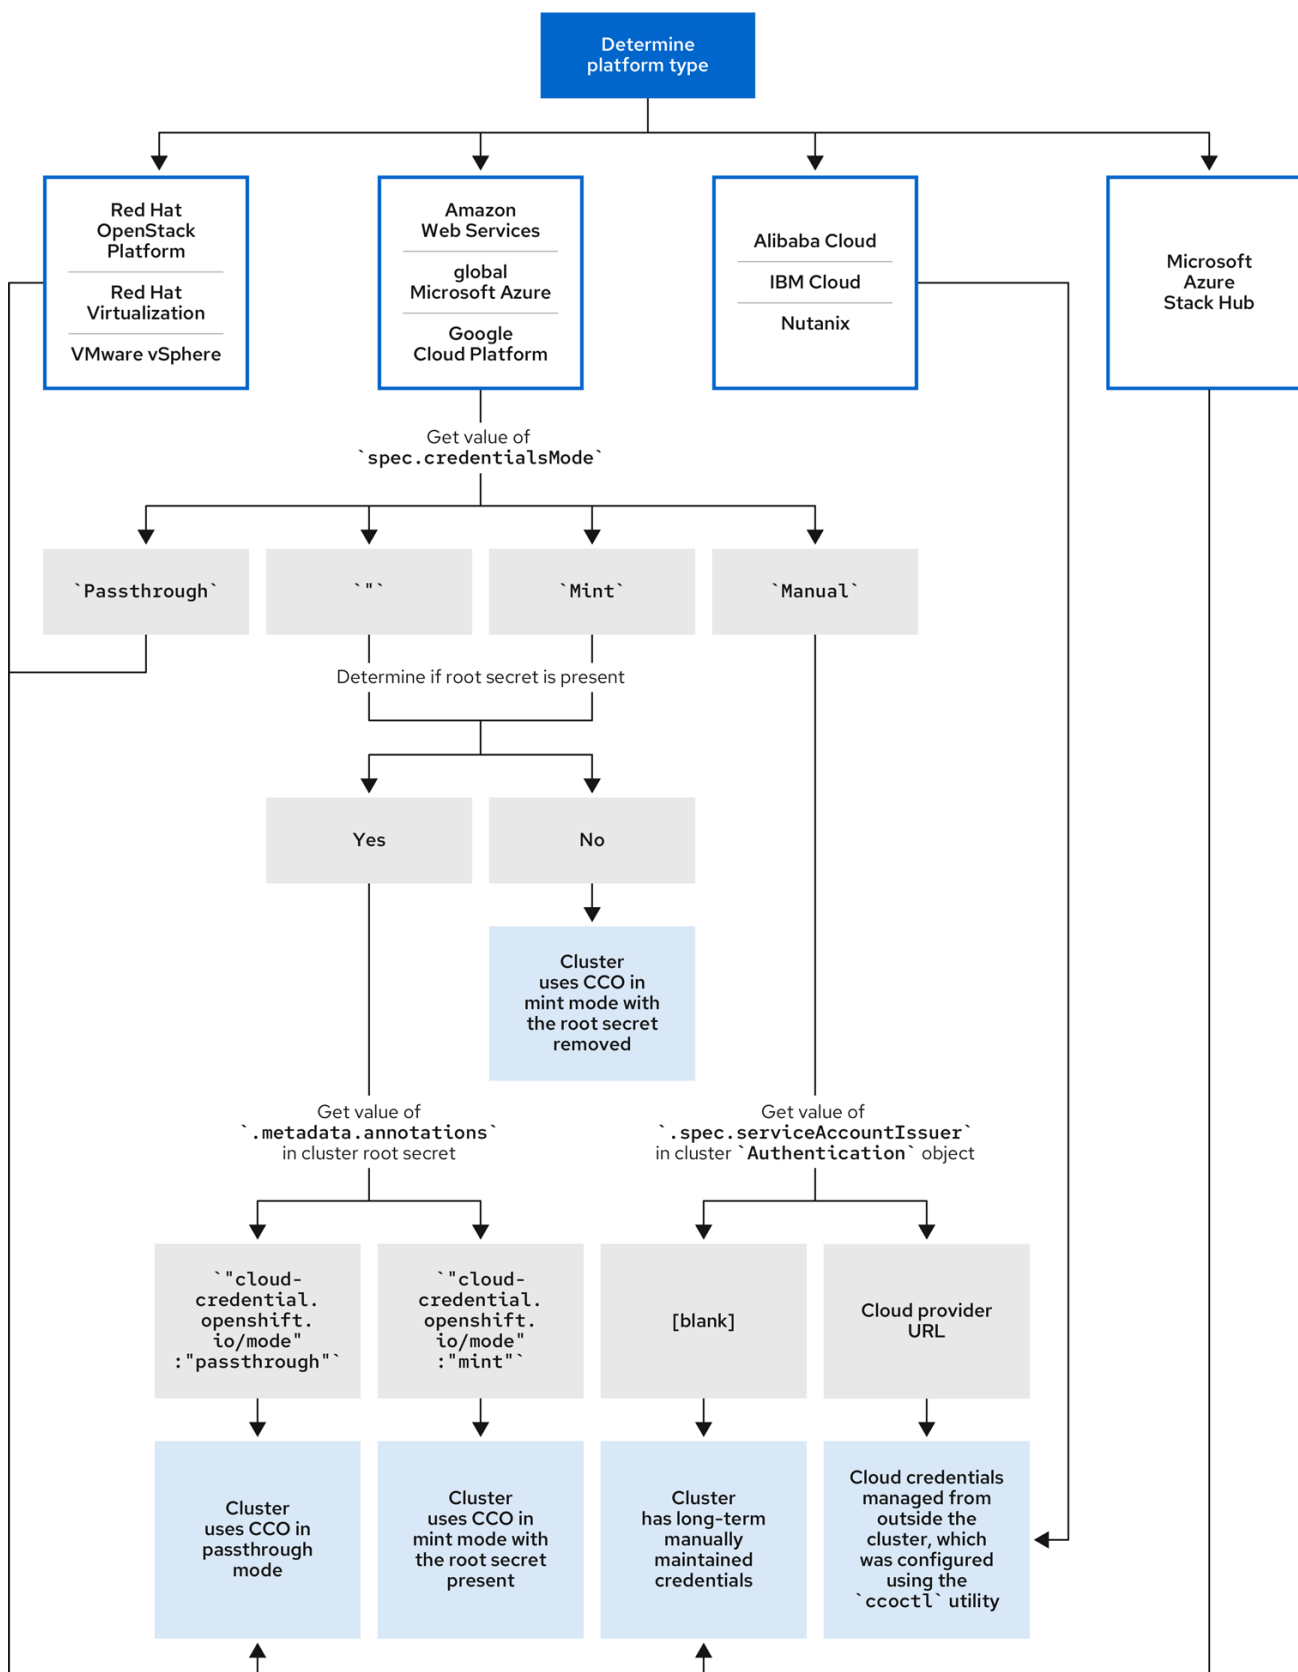 Determine
platform type
Red Hat
OpenStack
Platform
Red Hat
Virtualization
VMware vSphere
Amazon
Web Services
global
Microsoft Azure
Google
Cloud Platform
Alibaba Cloud
IBM Cloud
Nutanix
Microsoft
Azure
Stack Hub
Get value of
`spec.credentialsMode`
`Passthrough`
`"`
`Mint`
`Manual`
Determine if root secret is present
Yes
No
Cluster
uses CCO in
mint mode with
the root secret
removed
Get value of
`.metadata.annotations`
in cluster root secret
Get value of
`.spec.serviceAccountIssuer`
in cluster `Authentication` object
`"cloud-
credential.
openshift.
io/mode"
:"passthrough"`
`"cloud-
credential.
openshift.
io/mode"
:"mint"`
[blank]
Cloud provider
URL
Cluster
uses CCO in
passthrough
mode
Cluster
uses CCO in
mint mode with
the root secret
present
Cluster
has long-term
manually
maintained
credentials
Cloud credentials
managed from
outside the
cluster, which
was configured
using the
`ccoctl` utility